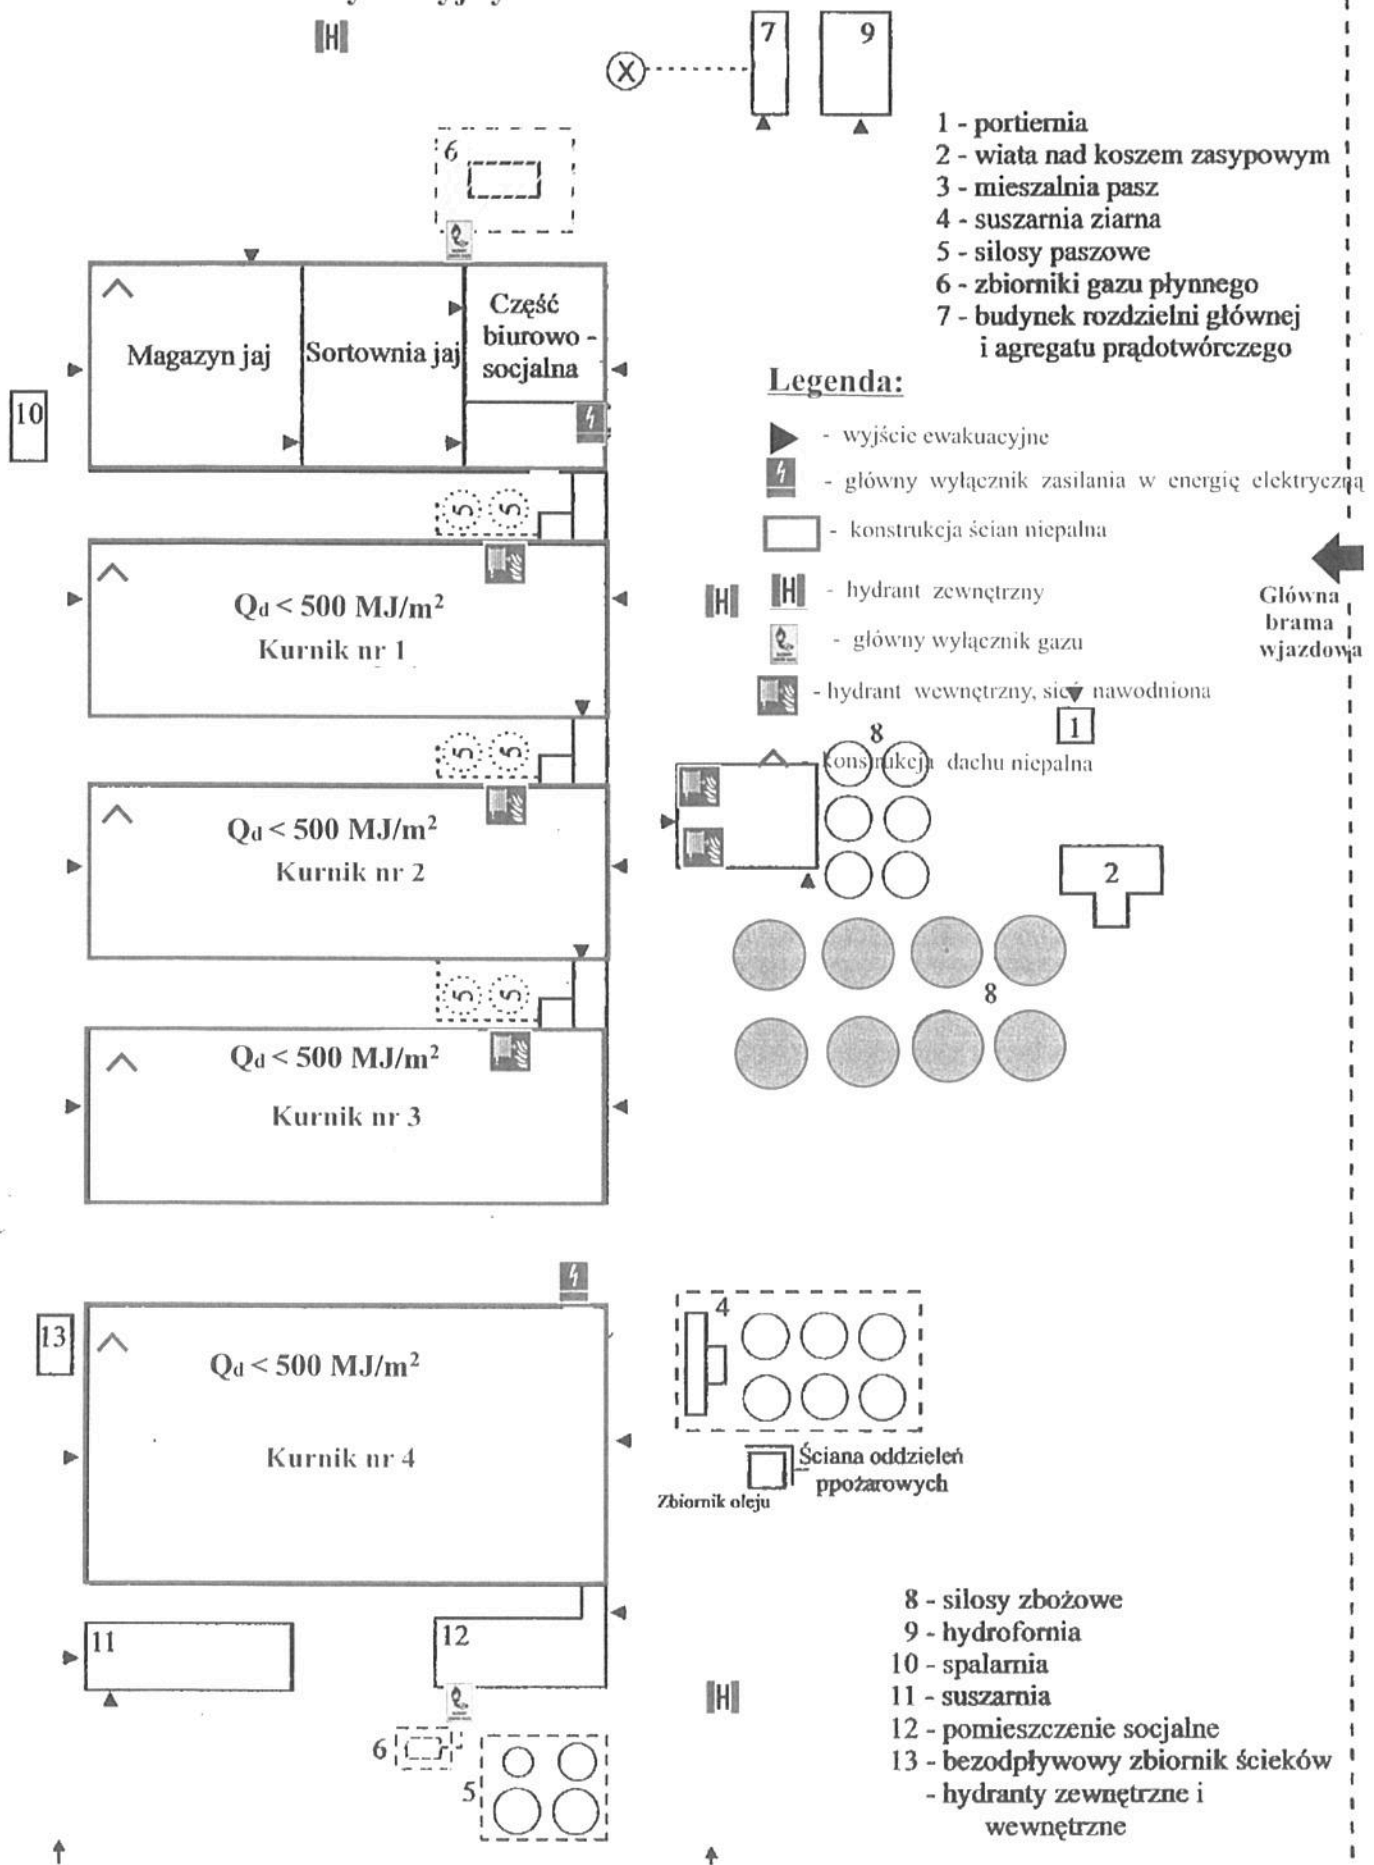 H
7
9
X
1 - portiernia
2 - wiata nad koszem zasypowym
3 - mieszalnia pasz
4 - suszarnia ziarna
5 - silosy paszowe
6 - zbiorniki gazu płynnego
7 - budynek rozdzielni głównej
i agregatu prądotwórczego
6
Magazyn jaj
Sortownia jaj
Część
biurowo -
socjalna
10
Legenda:
- wyjście ewakuacyjne
- główny wyłącznik zasilania w energię elektryczną
- konstrukcja ścian niepalna
H - hydrant zewnętrzny
- główny wyłącznik gazu
- hydrant wewnętrzny, sieć nawodniona
- konstrukcja dachu niepalna
Główna
brama
wjazdowa
5 5
Qd < 500 MJ/m²
Kurnik nr 1
H
1
8
5 5
Qd < 500 MJ/m²
Kurnik nr 2
2
8
5 5
Qd < 500 MJ/m²
Kurnik nr 3
13
Qd < 500 MJ/m²
Kurnik nr 4
4
Ściana oddzieleń
ppożarowych
Zbiornik oleju
11
12
H
6
5
8 - silosy zbożowe
9 - hydrofornia
10 - spalarnia
11 - suszarnia
12 - pomieszczenie socjalne
13 - bezodpływowy zbiornik ścieków
- hydranty zewnętrzne i
wewnętrzne